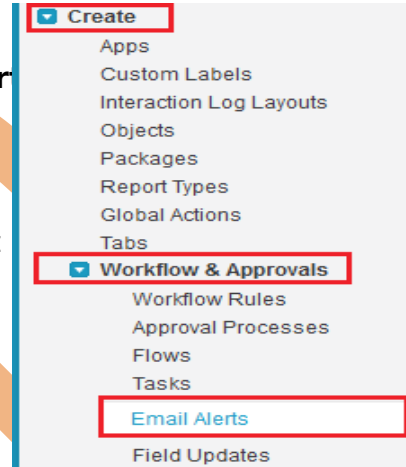 Create
Apps
Custom Labels
Interaction Log Layouts
Objects
Packages
Report Types
Global Actions
Tabs
Workflow & Approvals
Workflow Rules
Approval Processes
Flows
Tasks
Email Alerts
Field Updates